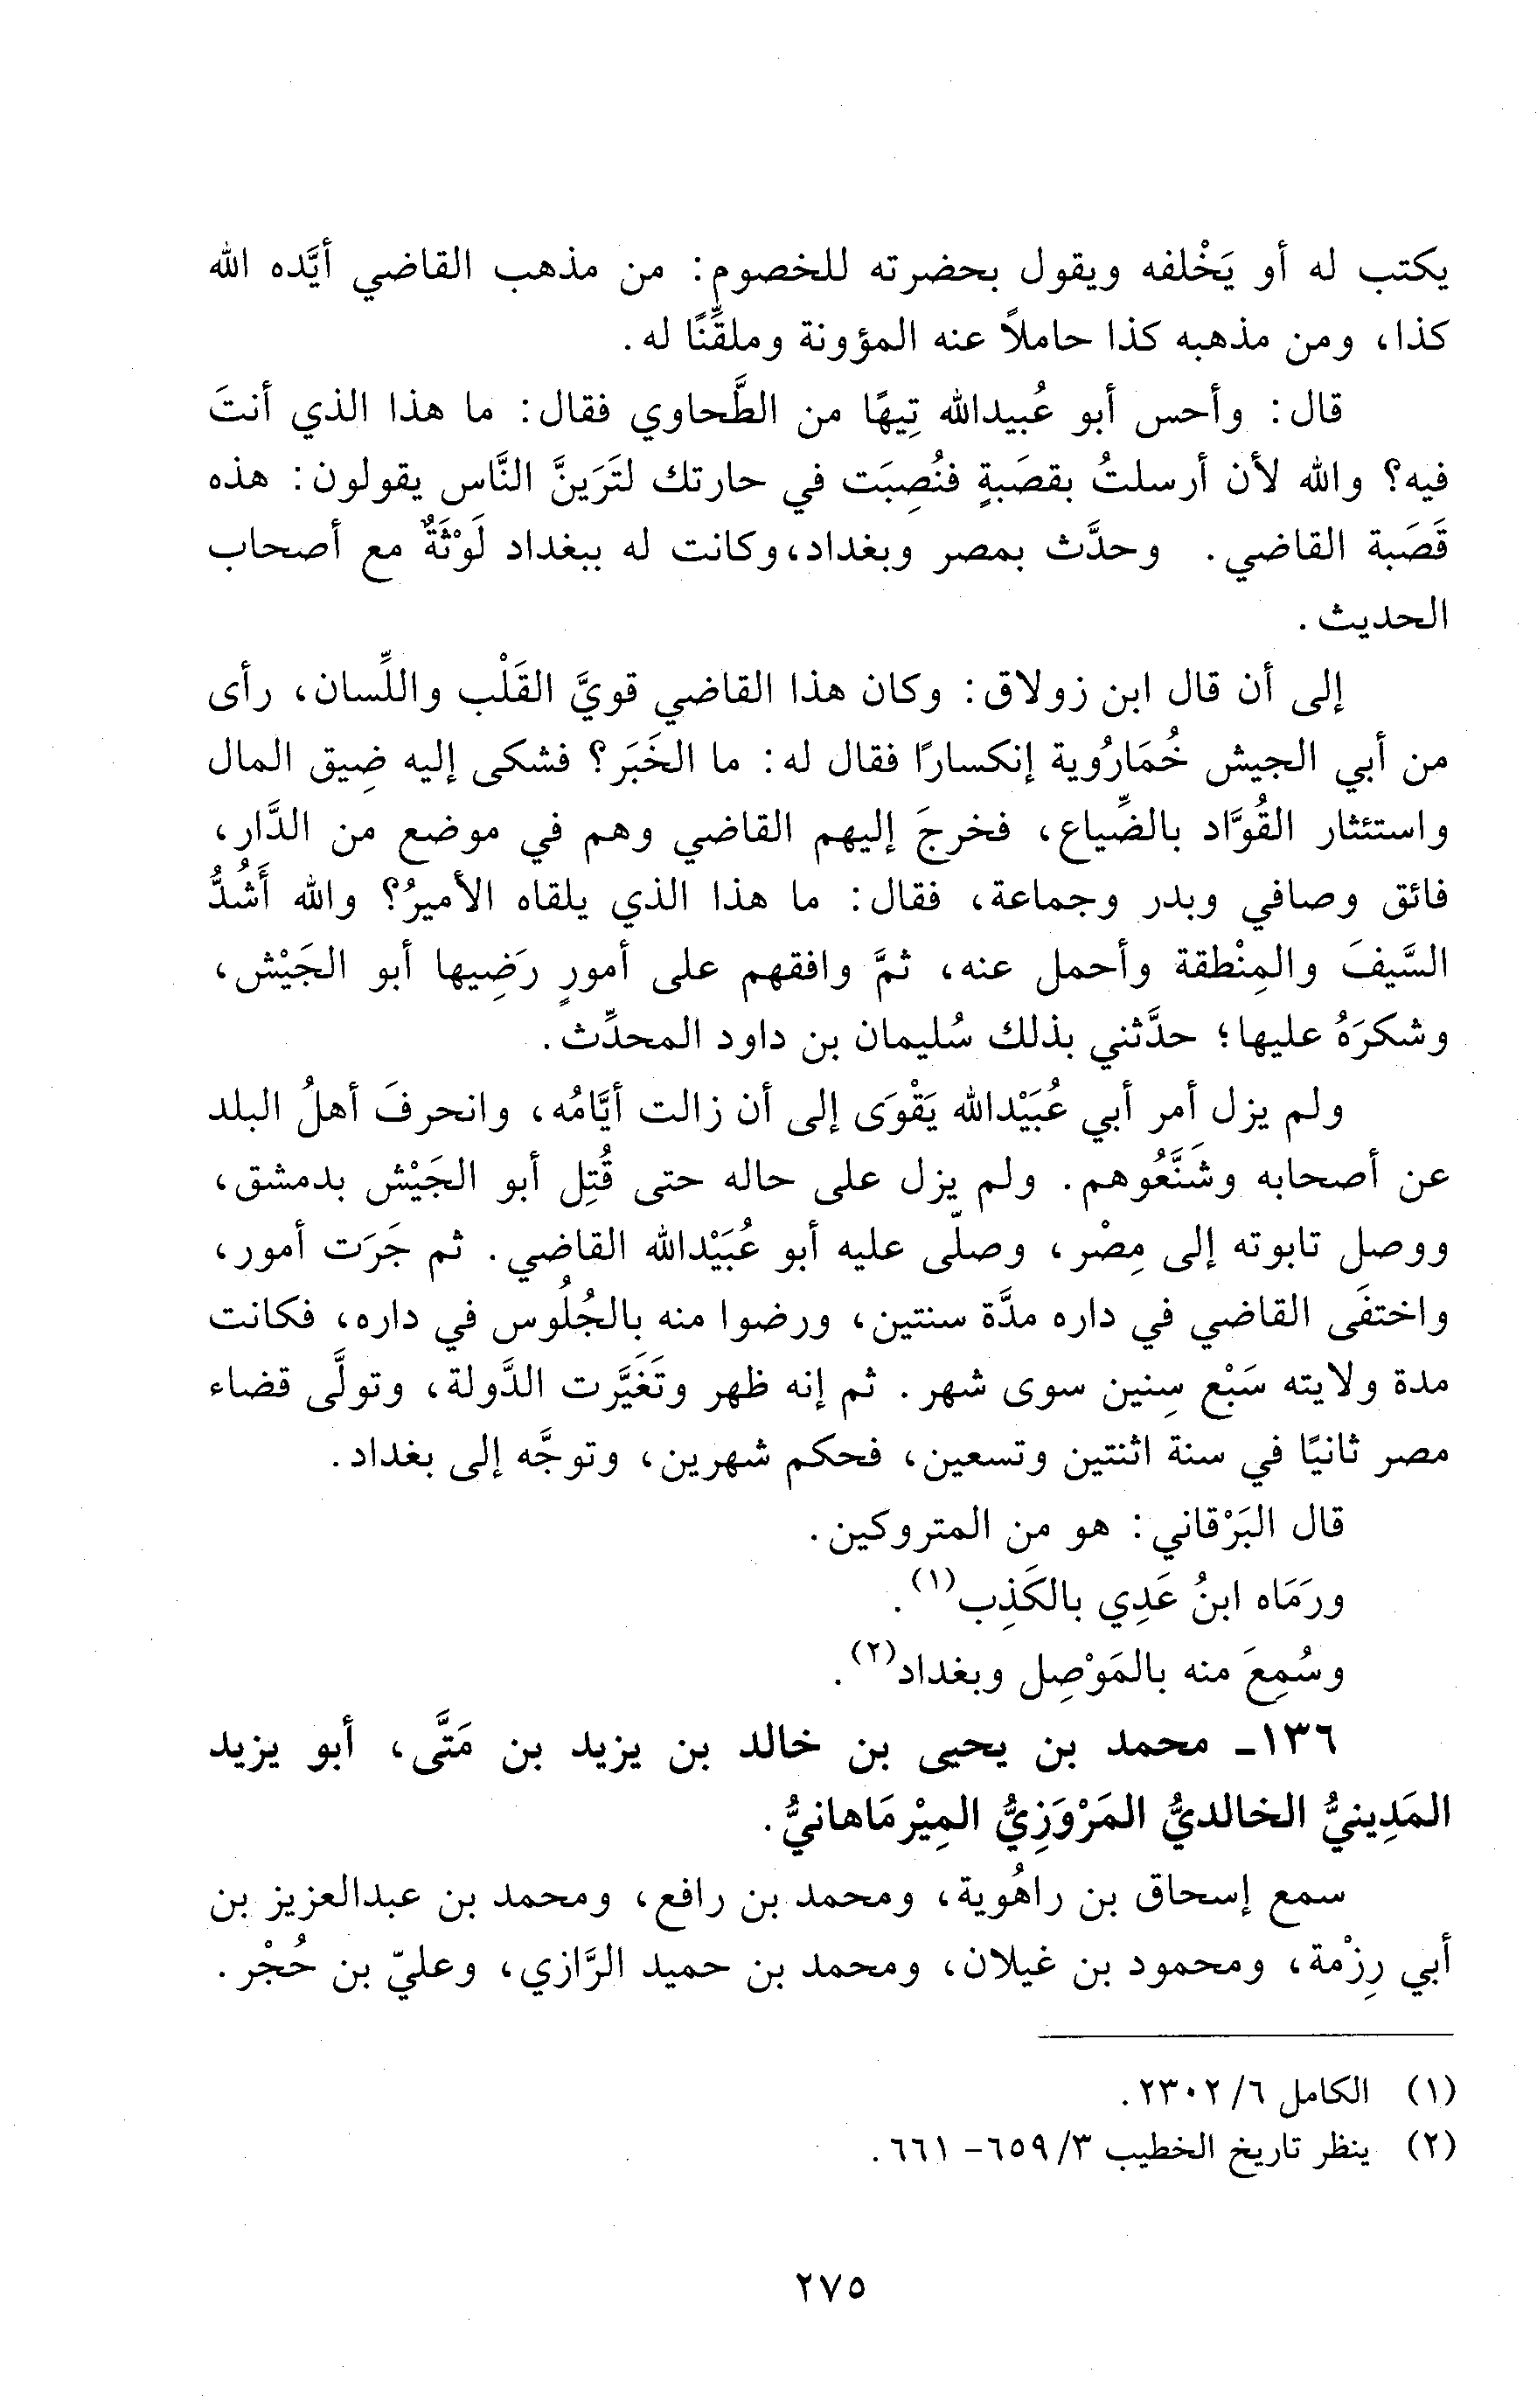 يكتب له أو يَخْلفه ويقول بحضرته للخصوم: من مذهب القاضي أيَّده الله
كذا، ومن مذهبه كذا حاملاً عنه المؤونة وملقِّنًا له.
قال: وأحس أبو عُبيدالله تِيهًا من الطَّحاوي فقال: ما هذا الذي أنتَ
فيه؟ والله لأن أرسلتُ بقصَبةٍ فنُصِبَت في حارتك لتَرَينَّ النَّاس يقولون: هذه
قَصَبة القاضي. وحدَّث بمصر وبغداد، وكانت له ببغداد لَوْثَةٌ مع أصحاب
الحديث.
إلى أن قال ابن زولاق: وكان هذا القاضي قويَّ القَلْب واللِّسان، رأى
من أبي الجيش خُمَارُوية إنكسارًا فقال له: ما الخَبَر؟ فشكى إليه ضِيق المال
واستئثار القُوَّاد بالضِّياع، فخرجَ إليهم القاضي وهم في موضع من الدَّار،
فائق وصافي وبدر وجماعة، فقال: ما هذا الذي يلقاه الأميرُ؟ والله أَشُدُّ
السَّيفَ والمِنْطقة وأحمل عنه، ثمَّ وافقهم على أمورٍ رَضِيها أبو الجَيْش،
وشكرَهُ عليها؛ حدَّثني بذلك سُليمان بن داود المحدِّث.
ولم يزل أمر أبي عُبَيْدالله يَقْوَى إلى أن زالت أيَّامُه، وانحرفَ أهلُ البلد
عن أصحابه وشَنَّعُوهم. ولم يزل على حاله حتى قُتِل أبو الجَيْش بدمشق،
ووصل تابوته إلى مِصْر، وصلّى عليه أبو عُبَيْدالله القاضي. ثم جَرَت أمور،
واختفَى القاضي في داره مدَّة سنتين، ورضوا منه بالجُلُوس في داره، فكانت
مدة ولايته سَبْع سِنين سوى شهر. ثم إنه ظهر وتَغَيَّرت الدَّولة، وتولَّى قضاء
مصر ثانيًا في سنة اثنتين وتسعين، فحكم شهرين، وتوجَّه إلى بغداد.
قال البَرْقاني: هو من المتروكين.
ورَمَاه ابنُ عَدِي بالكَذِب(١).
وسُمِعَ منه بالمَوْصِل وبغداد(٢).
١٣٦ـ محمد بن يحيى بن خالد بن يزيد بن مَتَّى، أبو يزيد
المَدِينيُّ الخالديُّ المَرْوَزِيُّ المِيْرمَاهانيُّ.
سمع إسحاق بن راهُوية، ومحمد بن رافع، ومحمد بن عبدالعزيز بن
أبي رِزْمة، ومحمود بن غيلان، ومحمد بن حميد الرَّازي، وعليّ بن حُجْر.
(١) الكامل ٦/ ٢٣٠٢.
(٢) ينظر تاريخ الخطيب ٣/ ٦٥٩- ٦٦١.
٢٧٥